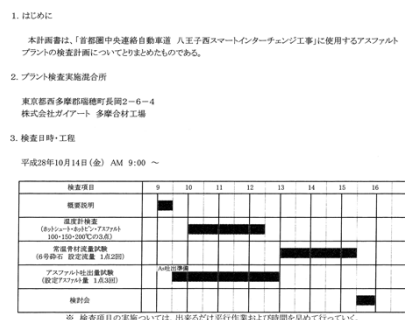 1. はじめに
本計画書は、「首都圏中央連絡自動車道 八王子西スマートインターチェンジ工事」に使用するアスファルト
プラントの検査計画についてとりまとめたものである。
2. プラント検査実施混合所
東京都西多摩郡瑞穂町長岡2-6-4
株式会社ガイアート 多摩合材工場
3. 検査日時・工程
平成28年10月14日(金) AM 9:00 ~
検査項目 9 10 11 12 13 14 15 16
概要説明
温度計検査
(ホットシュート・ホットビン・アスファルト
100・150・200℃の3点)
常温骨材流量試験
(6号砕石 設定流量 1点2回)
アスファルト吐出量試験
(設定アスファルト量 1点3回)
As吐出準備
検討会
※ 検査項目の実施ついては、出来るだけ平行作業および時間を早めて行っていく。